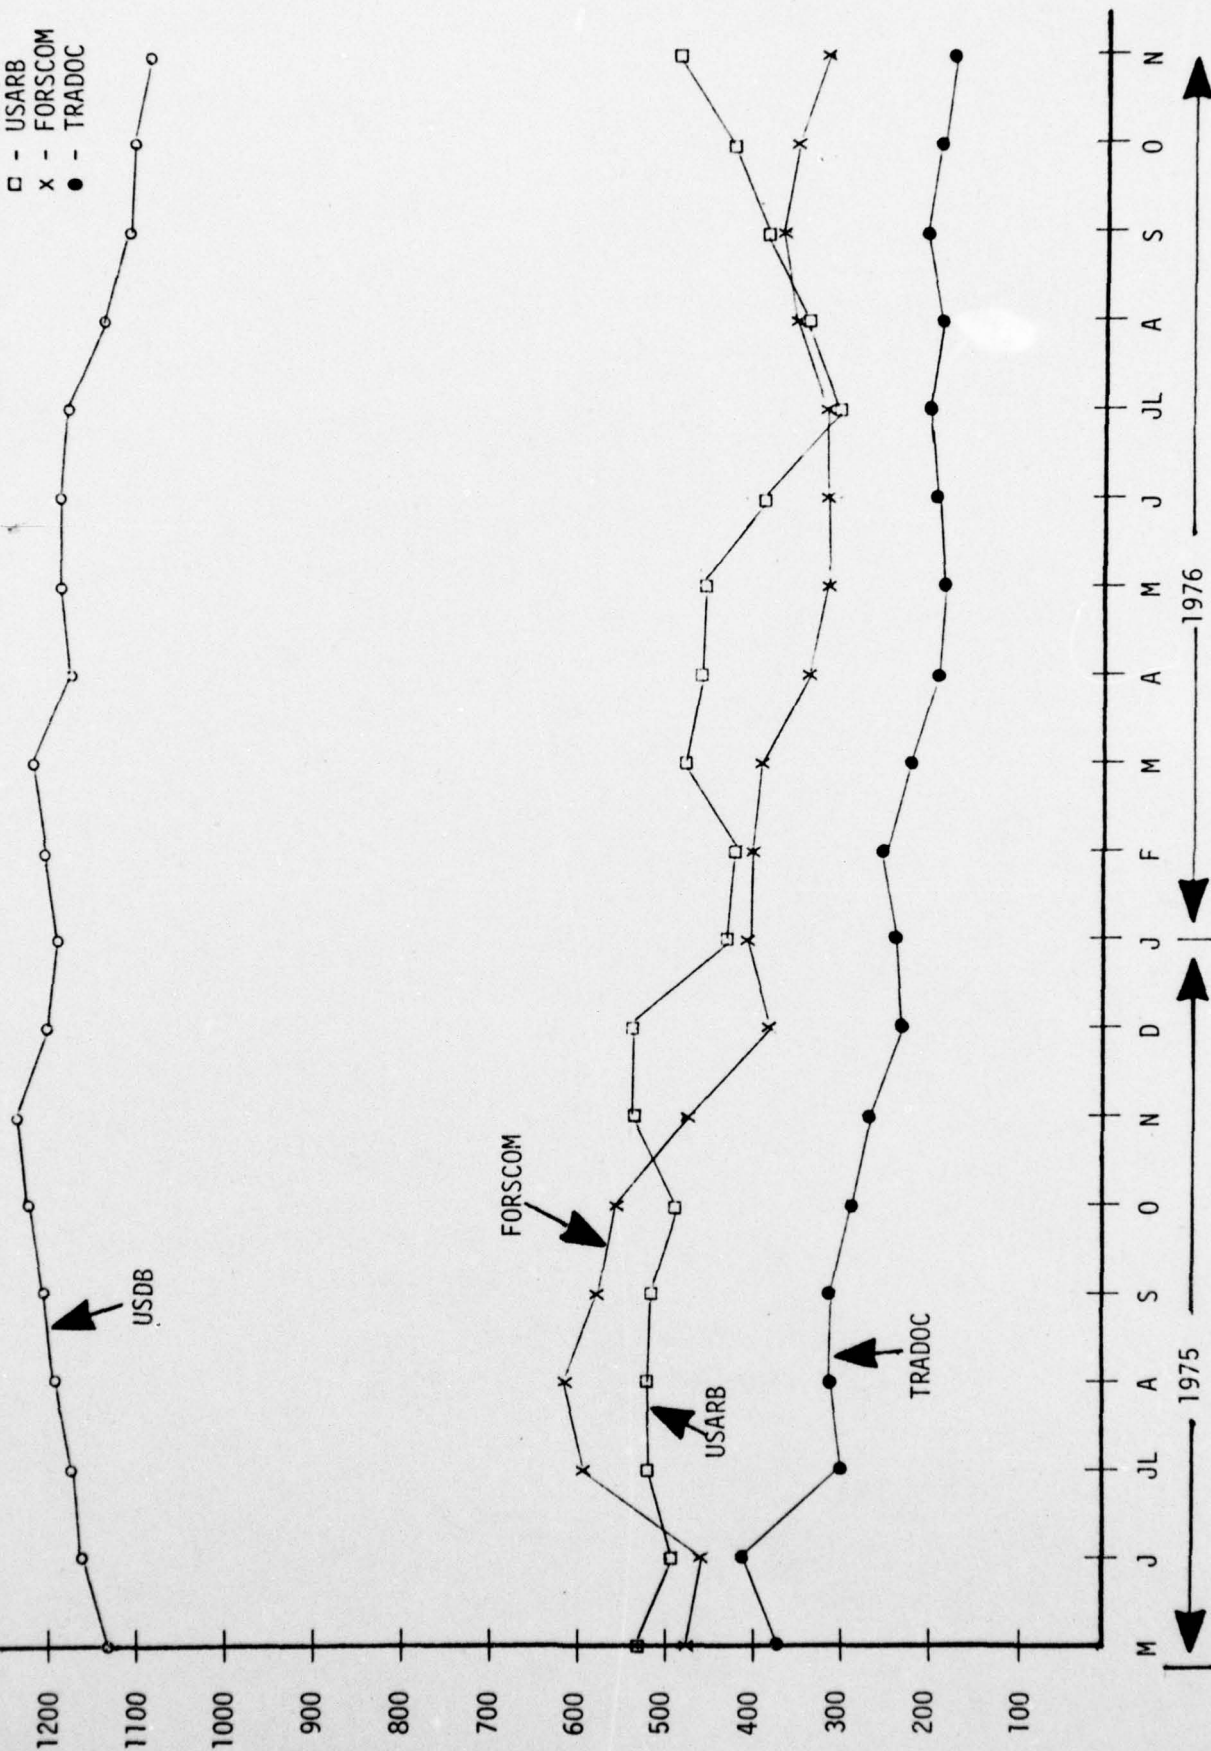 □ - USARB
x - FORSCOM
● - TRADOC
1200
1100
1000
900
800
700
600
500
400
300
200
100
USDB
FORSCOM
USARB
TRADOC
M J JL A S O N D J F M A M J JL A S O N
1975 1976